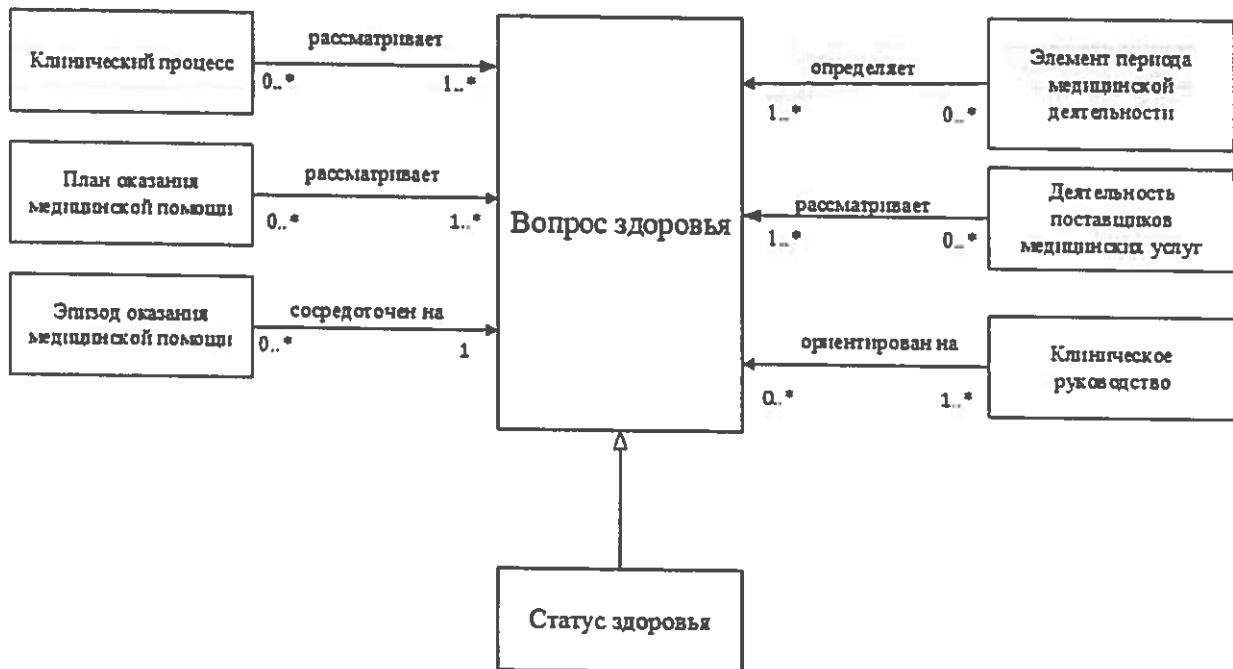 Клинический процесс
рассматривает
0..*
1..*
План оказания
медицинской помощи
рассматривает
0..*
1..*
Эпизод оказания
медицинской помощи
сосредоточен на
0..*
1
Вопрос здоровья
определяет
1..*
0..*
Элемент периода
медицинской
деятельности
рассматривает
1..*
0..*
Деятельность
поставщиков
медицинских услуг
ориентирован на
0..*
1..*
Клиническое
руководство
Статус здоровья